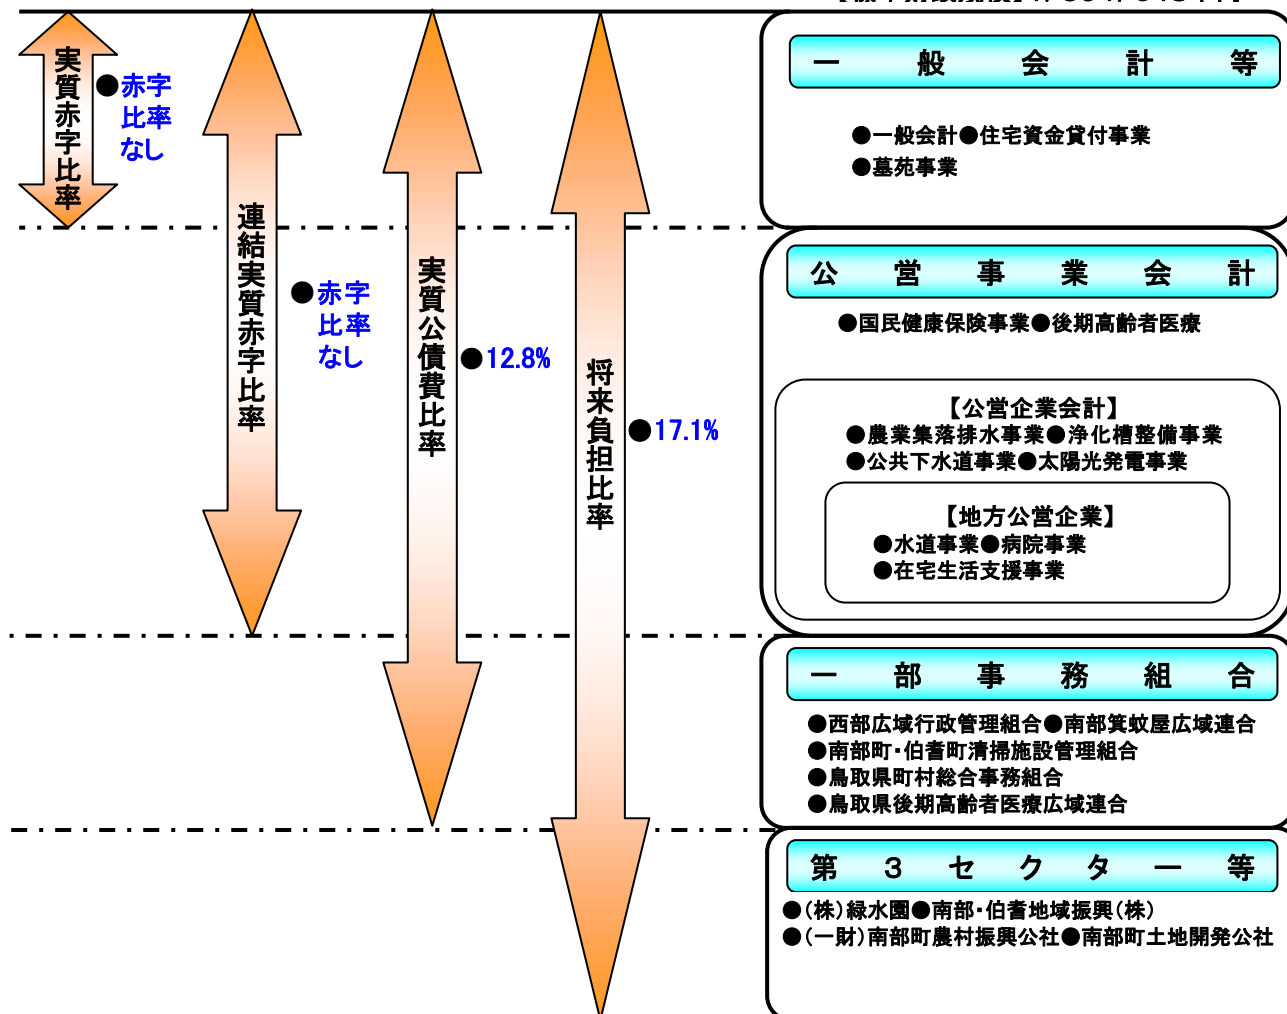 実質赤字比率
●赤字
比率
なし
連結実質赤字比率
●赤字
比率
なし
実質公債費比率
●12.8%
将来負担比率
●17.1%
一般会計等
●一般会計●住宅資金貸付事業
●墓苑事業
公営事業会計
●国民健康保険事業●後期高齢者医療
【公営企業会計】
●農業集落排水事業●浄化槽整備事業
●公共下水道事業●太陽光発電事業
【地方公営企業】
●水道事業●病院事業
●在宅生活支援事業
一部事務組合
●西部広域行政管理組合●南部箕蚊屋広域連合
●南部町・伯耆町清掃施設管理組合
●鳥取県町村総合事務組合
●鳥取県後期高齢者医療広域連合
第３セクター等
●(株)緑水園●南部・伯耆地域振興(株)
●(一財)南部町農村振興公社●南部町土地開発公社